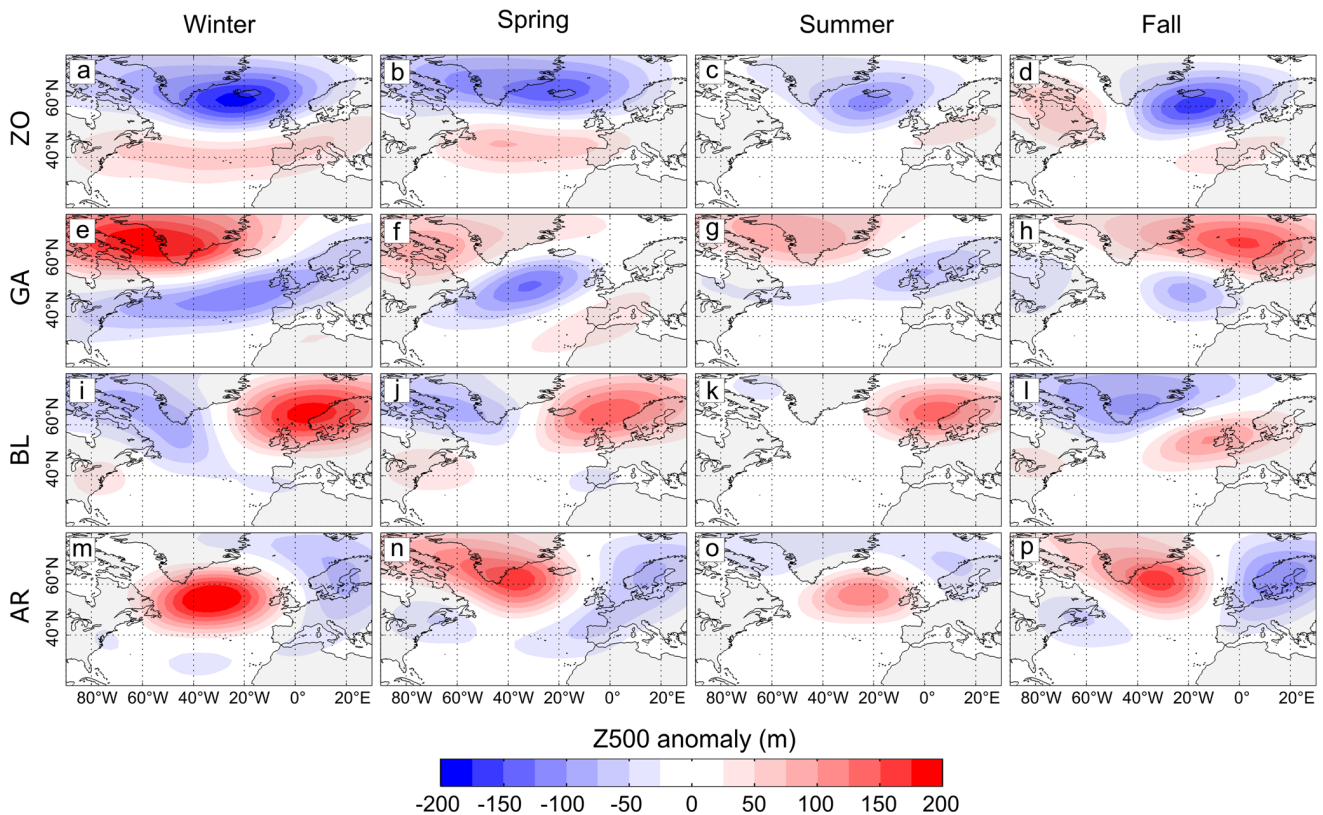 Winter Spring Summer Fall
a b c d
ZO 60°N 40°N
e f g h
GA 60°N 40°N
i j k l
BL 60°N 40°N
m n o p
AR 60°N 40°N
80°W 60°W 40°W 20°W 0° 20°E 80°W 60°W 40°W 20°W 0° 20°E 80°W 60°W 40°W 20°W 0° 20°E 80°W 60°W 40°W 20°W 0° 20°E
Z500 anomaly (m)
-200 -150 -100 -50 0 50 100 150 200